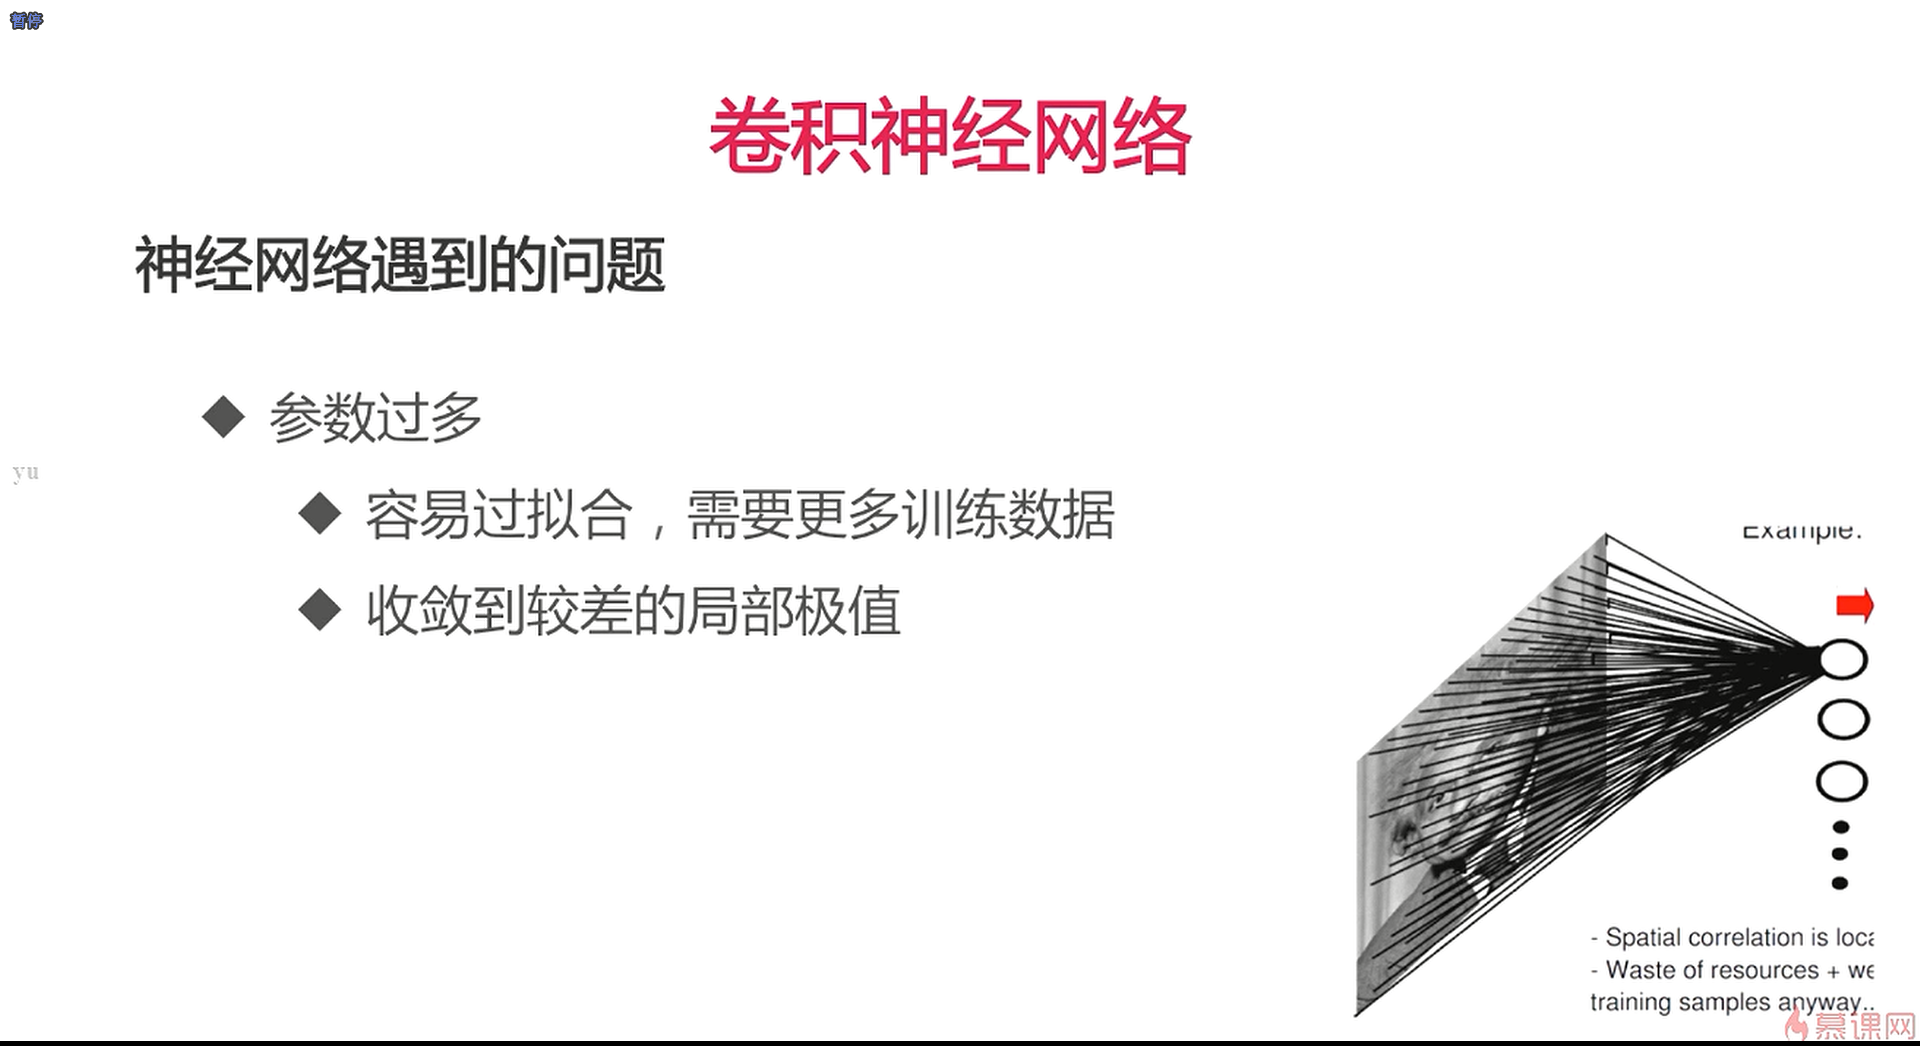 暂停
卷积神经网络
神经网络遇到的问题
参数过多
容易过拟合，需要更多训练数据
yu
收敛到较差的局部极值
Example:
- Spatial correlation is loca
- Waste of resources + we
training samples anyway..
慕课网